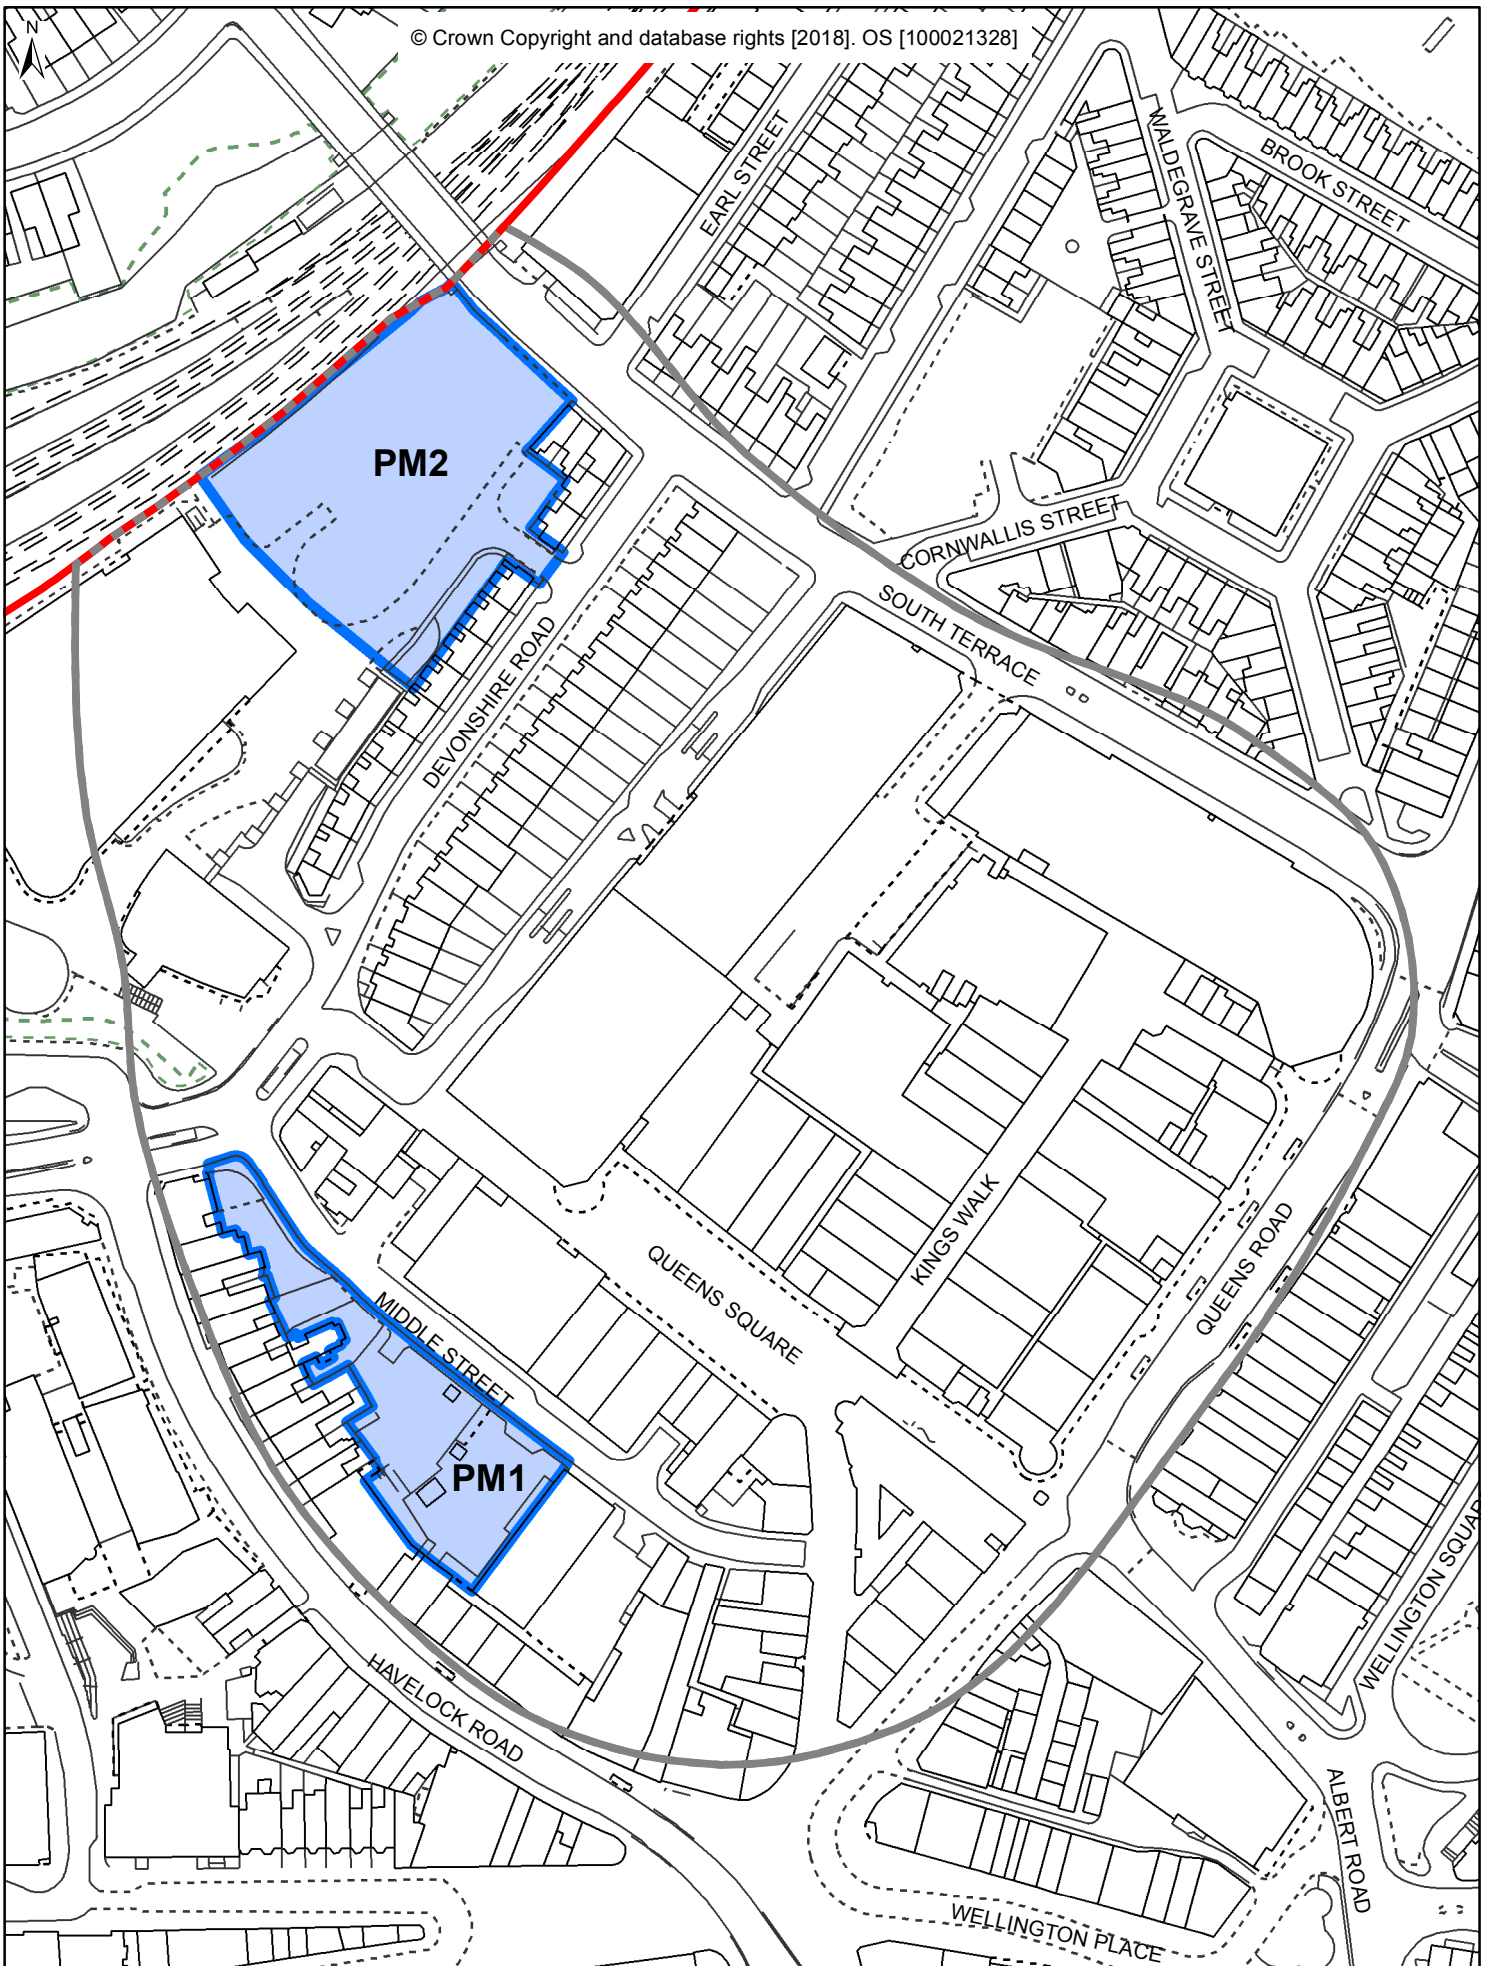 N
© Crown Copyright and database rights [2018]. OS [100021328]
EARL STREET
WALDEGRAVE STREET
BROOK STREET
PM2
CORNWALLIS STREET
SOUTH TERRACE
DEVONSHIRE ROAD
KINGS WALK
QUEENS SQUARE
QUEENS ROAD
MIDDLE STREET
PM1
WELLINGTON SQUAR
HAVELOCK ROAD
ALBERT ROAD
WELLINGTON PLACE